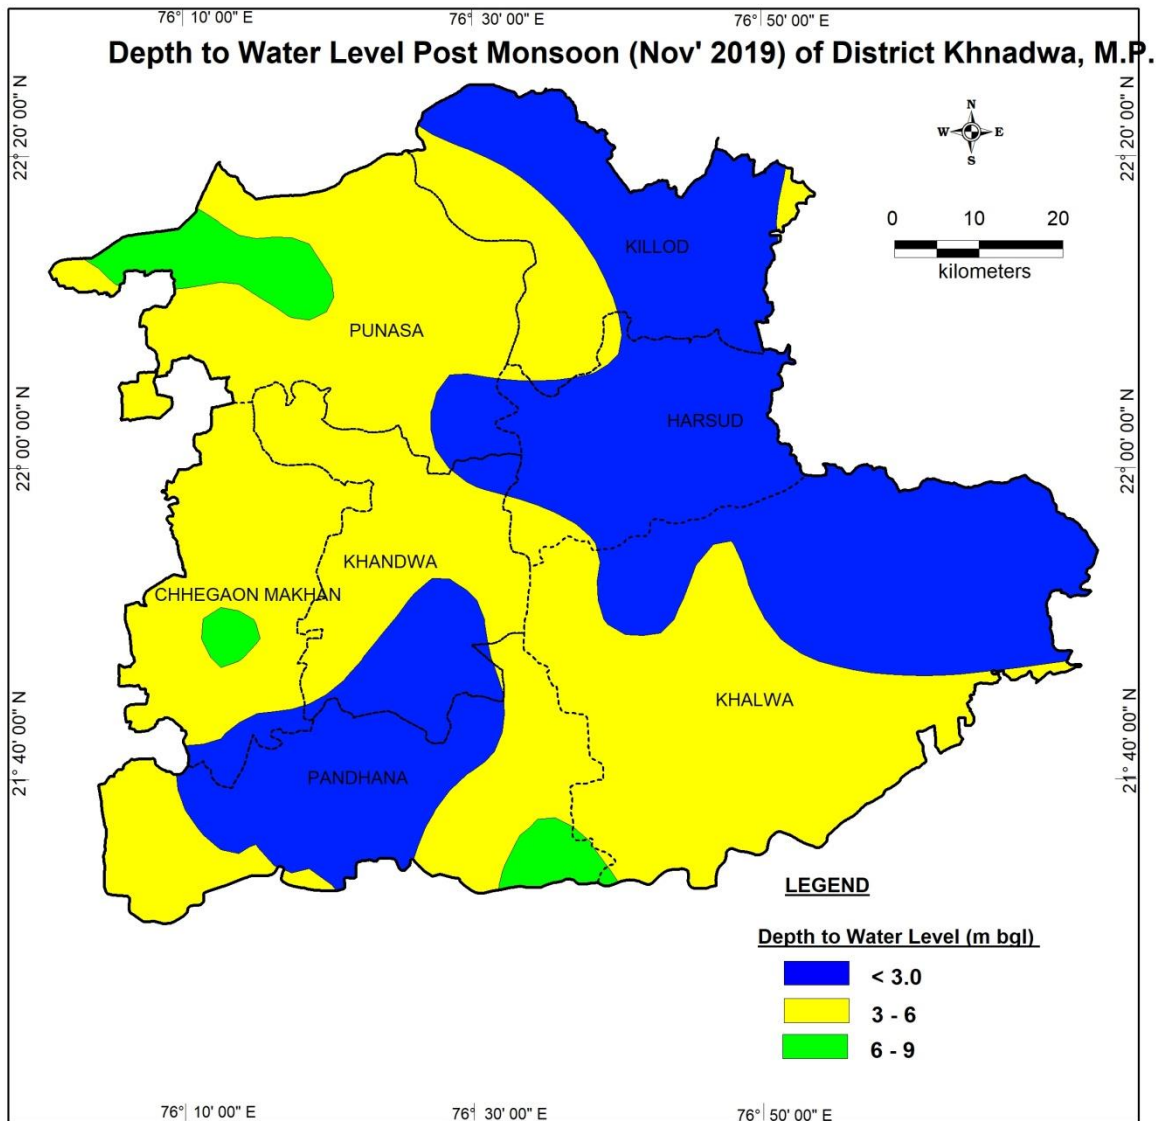 76° 10' 00" E 76° 30' 00" E 76° 50' 00" E
Depth to Water Level Post Monsoon (Nov' 2019) of District Khnadwa, M.P.
22° 20' 00" N
22° 20' 00" N
N
W E
S
0 10 20
kilometers
KILLOD
PUNASA
HARSUD
22° 00' 00" N
22° 00' 00" N
KHANDWA
CHHEGAON MAKHAN
KHALWA
21° 40' 00" N
21° 40' 00" N
PANDHANA
LEGEND
Depth to Water Level (m bgl)
< 3.0
3 - 6
6 - 9
76° 10' 00" E 76° 30' 00" E 76° 50' 00" E